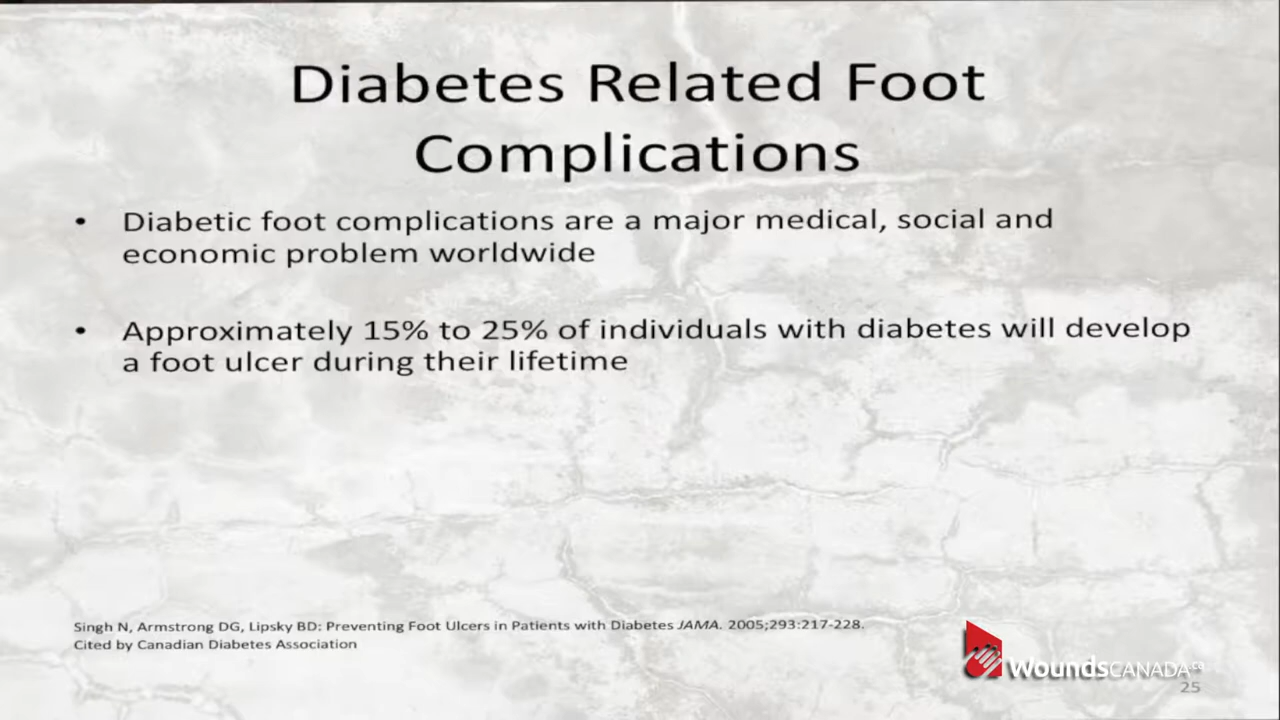 Diabetes Related Foot
Complications
• Diabetic foot complications are a major medical, social and
economic problem worldwide
• Approximately 15% to 25% of individuals with diabetes will develop
a foot ulcer during their lifetime
Singh N, Armstrong DG, Lipsky BD: Preventing Foot Ulcers in Patients with Diabetes JAMA. 2005;293:217-228.
Cited by Canadian Diabetes Association
WoundsCANADA.ca
25